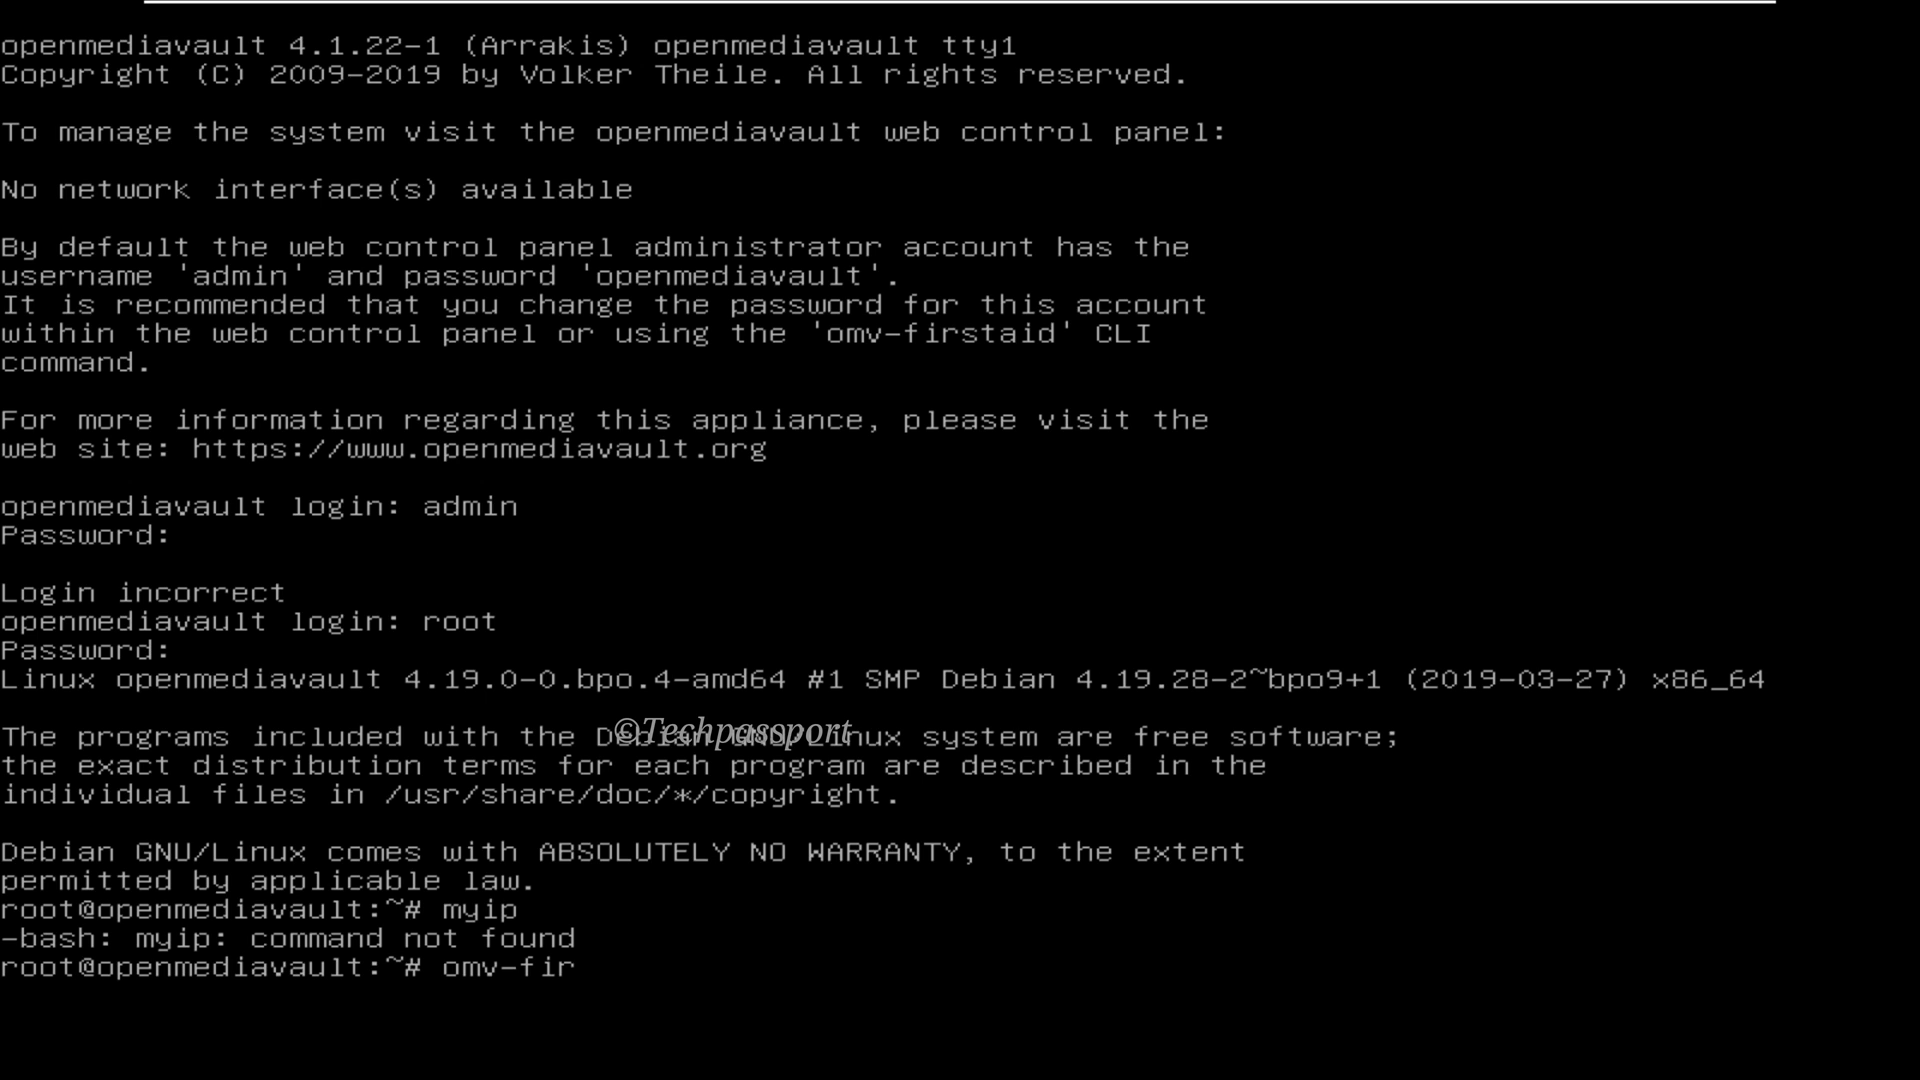 openmediavault 4.1.22-1 (Arrakis) openmediavault tty1
Copyright (C) 2009-2019 by Volker Theile. All rights reserved.
To manage the system visit the openmediavault web control panel:
No network interface(s) available
By default the web control panel administrator account has the
username 'admin' and password 'openmediavault'.
It is recommended that you change the password for this account
within the web control panel or using the 'omv-firstaid' CLI
command.
For more information regarding this appliance, please visit the
web site: https://www.openmediavault.org
openmediavault login: admin
Password:
Login incorrect
openmediavault login: root
Password:
Linux openmediavault 4.19.0-0.bpo.4-amd64 #1 SMP Debian 4.19.28-2~bpo9+1 (2019-03-27) x86_64
©Techpassport
The programs included with the Debian GNU/Linux system are free software;
the exact distribution terms for each program are described in the
individual files in /usr/share/doc/*/copyright.
Debian GNU/Linux comes with ABSOLUTELY NO WARRANTY, to the extent
permitted by applicable law.
root@openmediavault:~# myip
-bash: myip: command not found
root@openmediavault:~# omv-fir